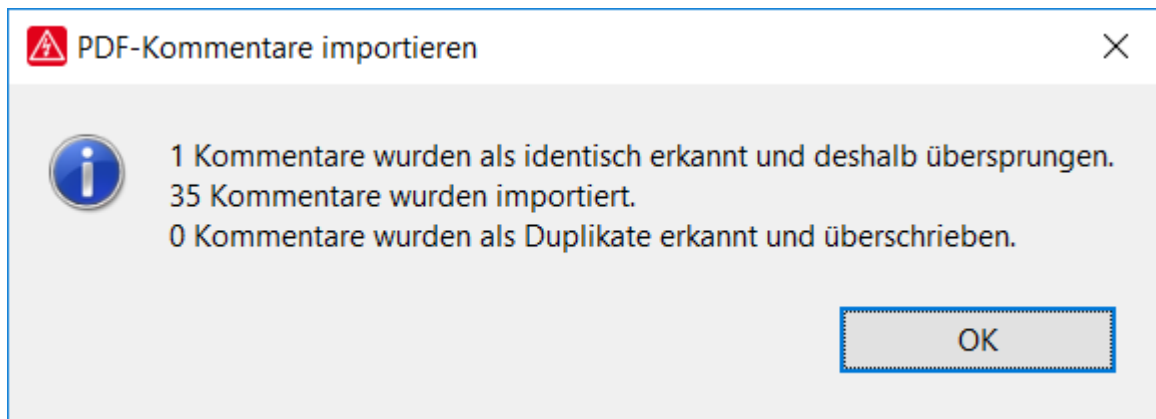 PDF-Kommentare importieren
1 Kommentare wurden als identisch erkannt und deshalb übersprungen.
35 Kommentare wurden importiert.
0 Kommentare wurden als Duplikate erkannt und überschrieben.
OK